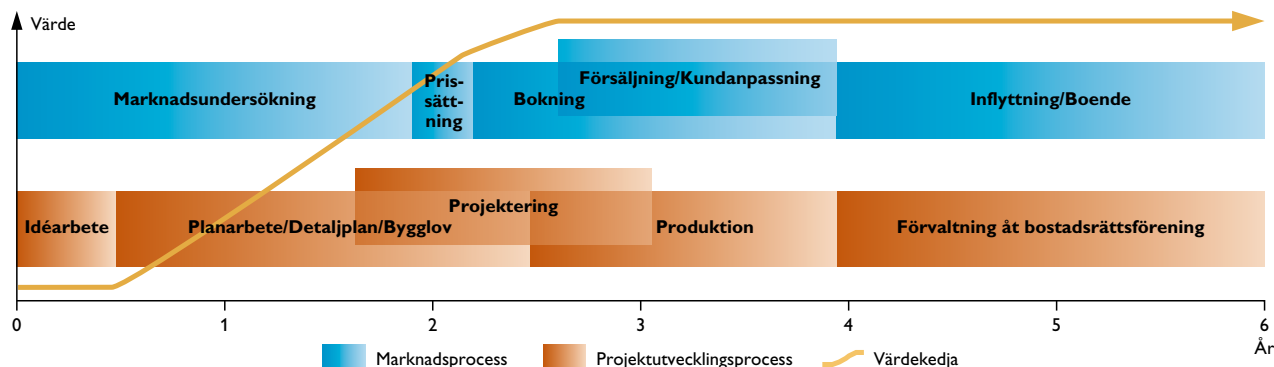 Värde
Marknadsundersökning
Pris-
sätt-
ning
Bokning
Försäljning/Kundanpassning
Inflyttning/Boende
Idéarbete
Planarbete/Detaljplan/Bygglov
Projektering
Produktion
Förvaltning åt bostadsrättsförening
0 1 2 3 4 5 6
År
Marknadsprocess Projektutvecklingsprocess Värdekedja